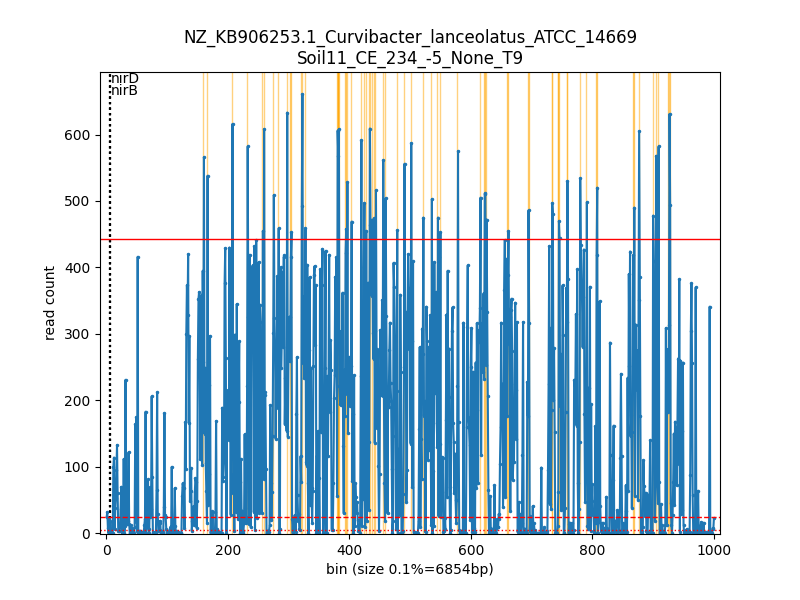 NZ_KB906253.1_Curvibacter_lanceolatus_ATCC_14669
Soil11_CE_234_-5_None_T9
nirD
nirB
600
500
400
300
200
100
0
read count
0 200 400 600 800 1000
bin (size 0.1%=6854bp)